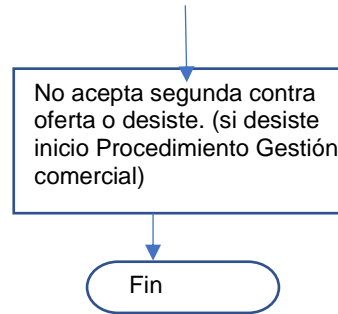 No acepta segunda contra
oferta o desiste. (si desiste
inicio Procedimiento Gestión
comercial)
Fin